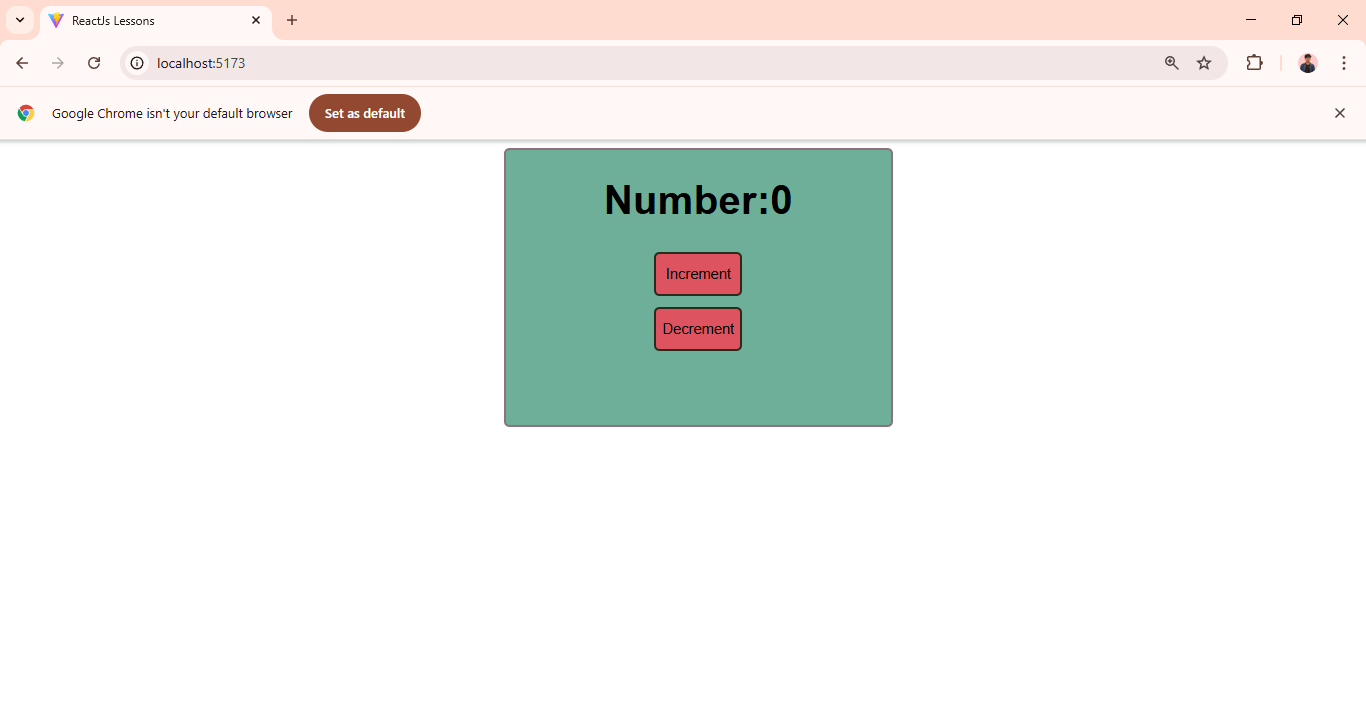 ReactJs Lessons
localhost:5173
Google Chrome isn't your default browser
Set as default
Number:0
Increment
Decrement